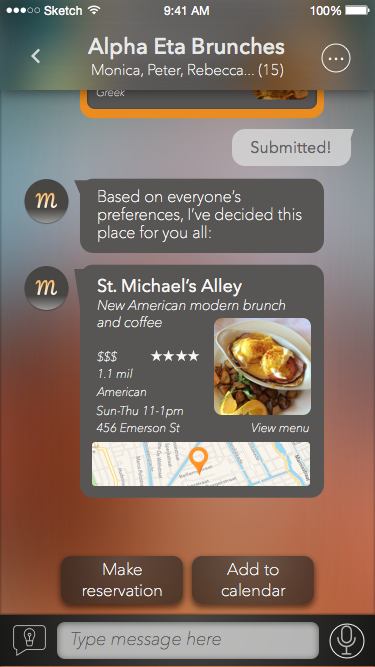 Sketch 9:41 AM 100%
Alpha Eta Brunches
Monica, Peter, Rebecca... (15)
Greek
Submitted!
m
Based on everyone's
preferences, I've decided this
place for you all:
m
St. Michael's Alley
New American modern brunch
and coffee
$$$ ★★★★
1.1 mil
American
Sun-Thu 11-1pm
456 Emerson St View menu
Make
reservation
Add to
calendar
Type message here